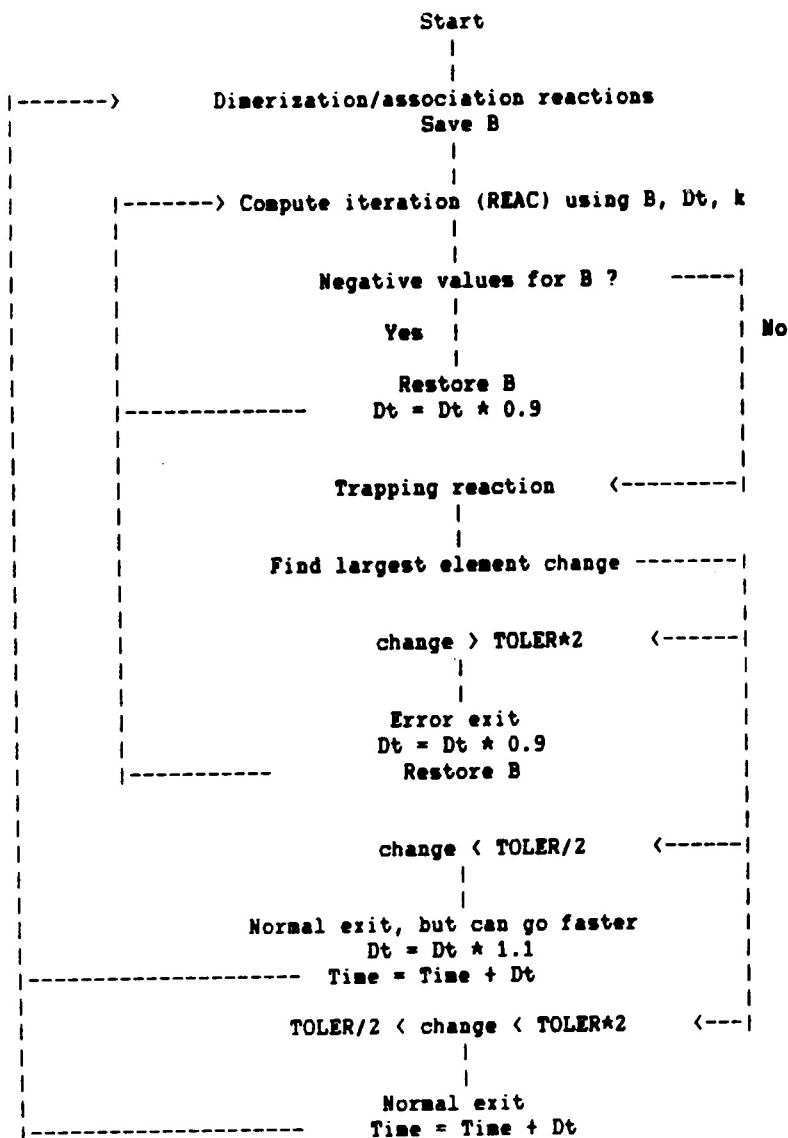 Start
Dimerization/association reactions
Save B
Compute iteration (REAC) using B, Dt, k
Negative values for B ?
Yes
No
Restore B
Dt = Dt * 0.9
Trapping reaction
Find largest element change
change > TOLER*2
Error exit
Dt = Dt * 0.9
Restore B
change < TOLER/2
Normal exit, but can go faster
Dt = Dt * 1.1
Time = Time + Dt
TOLER/2 < change < TOLER*2
Normal exit
Time = Time + Dt